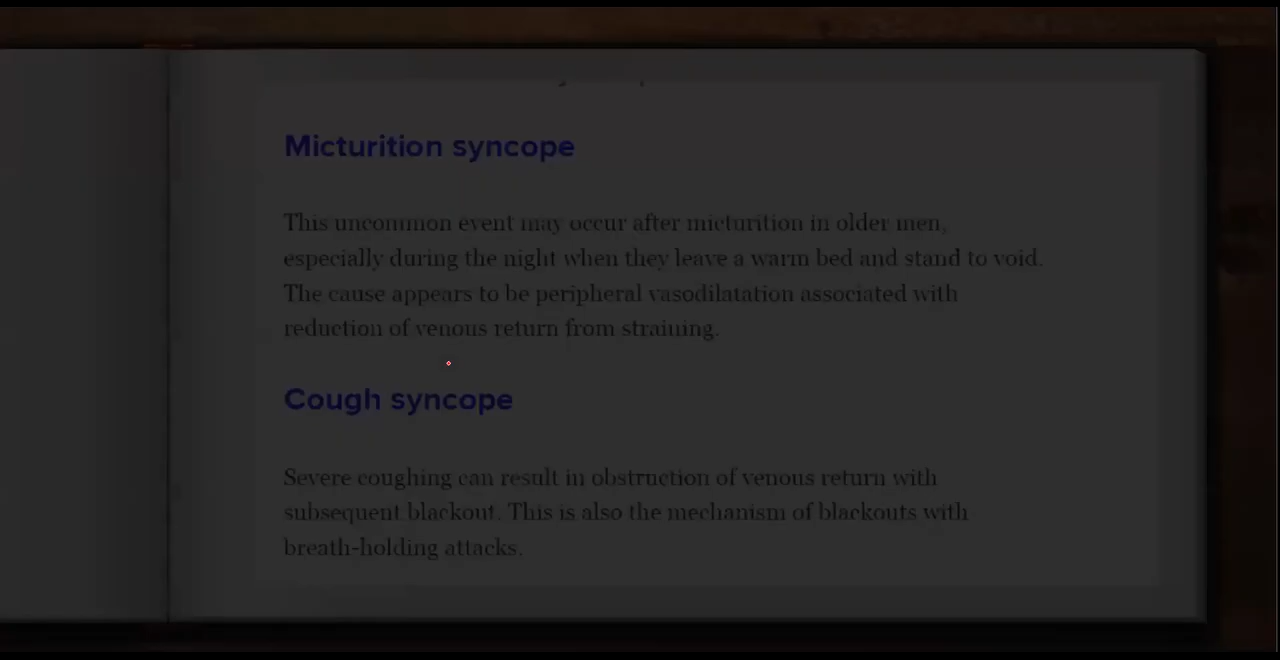 Micturition syncope
This uncommon event may occur after micturition in older men,
especially during the night when they leave a warm bed and stand to void.
The cause appears to be peripheral vasodilatation associated with
reduction of venous return from straining.
Cough syncope
Severe coughing can result in obstruction of venous return with
subsequent blackout. This is also the mechanism of blackouts with
breath-holding attacks.